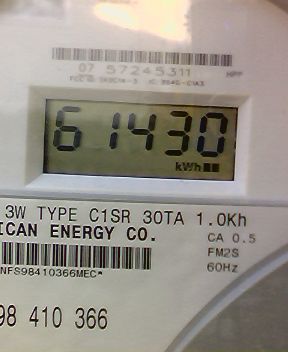 07 57245311 HPP
61430
kWh
3W TYPE C1SR 30TA 1.0Kh
ICAN ENERGY CO.
CA 0.5
FM2S
60Hz
NFS98410366MEC*
98 410 366